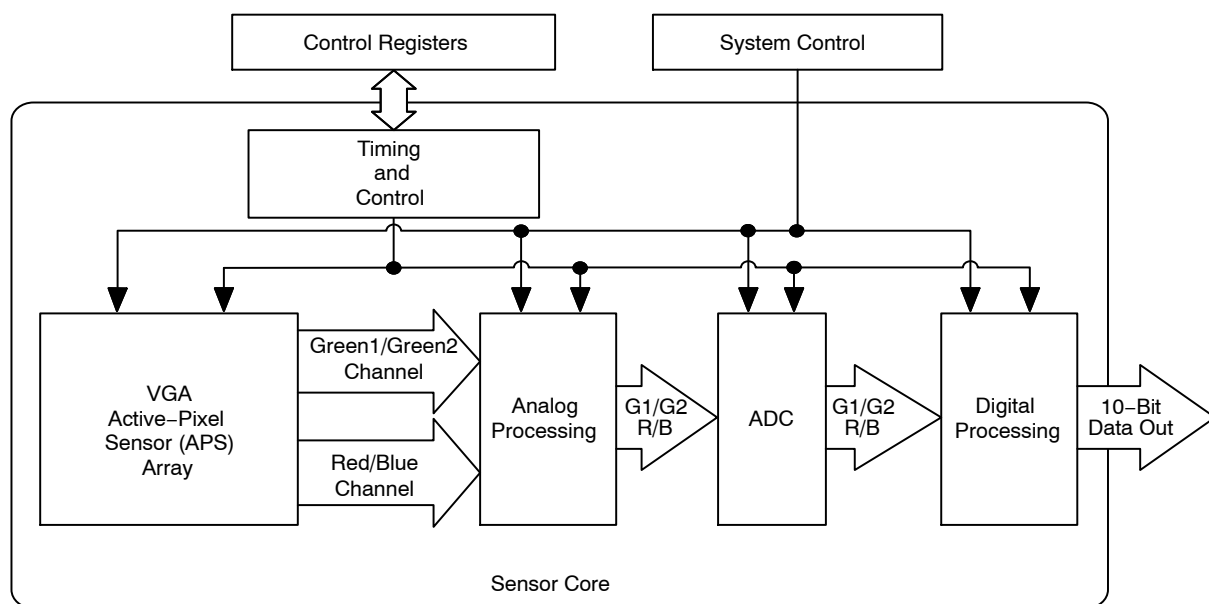 Control Registers
System Control
Timing
and
Control
VGA
Active−Pixel
Sensor (APS)
Array
Green1/Green2
Channel
Red/Blue
Channel
Analog
Processing
G1/G2
R/B
ADC
G1/G2
R/B
Digital
Processing
10−Bit
Data Out
Sensor Core